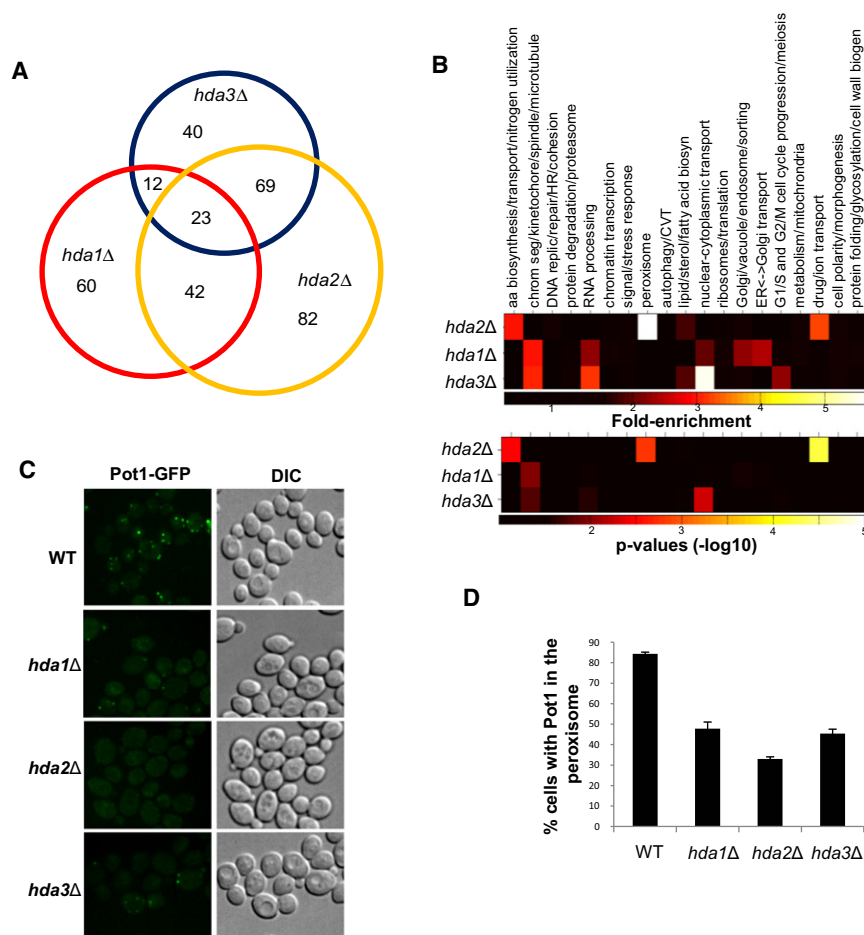 A
hda3Δ
40
12
69
23
hda1Δ
60
42
hda2Δ
82
B
aa biosynthesis/transport/nitrogen utilization
chrom seg/kinetochore/spindle/microtubule
DNA replic/repair/HR/cohesion
protein degradation/proteasome
RNA processing
chromatin transcription
signal/stress response
peroxisome
autophagy/CVT
lipid/sterol/fatty acid biosyn
nuclear-cytoplasmic transport
ribosomes/translation
Golgi/vacuole/endosome/sorting
ER<->Golgi transport
G1/S and G2/M cell cycle progression/meiosis
metabolism/mitochondria
drug/ion transport
cell polarity/morphogenesis
protein folding/glycosylation/cell wall biogen
hda2Δ
hda1Δ
hda3Δ
1 2 3 4 5
Fold-enrichment
hda2Δ
hda1Δ
hda3Δ
2 3 4 5
p-values (-log10)
C
Pot1-GFP DIC
WT
hda1Δ
hda2Δ
hda3Δ
D
% cells with Pot1 in the
peroxisome
90
80
70
60
50
40
30
20
10
0
WT hda1Δ hda2Δ hda3Δ